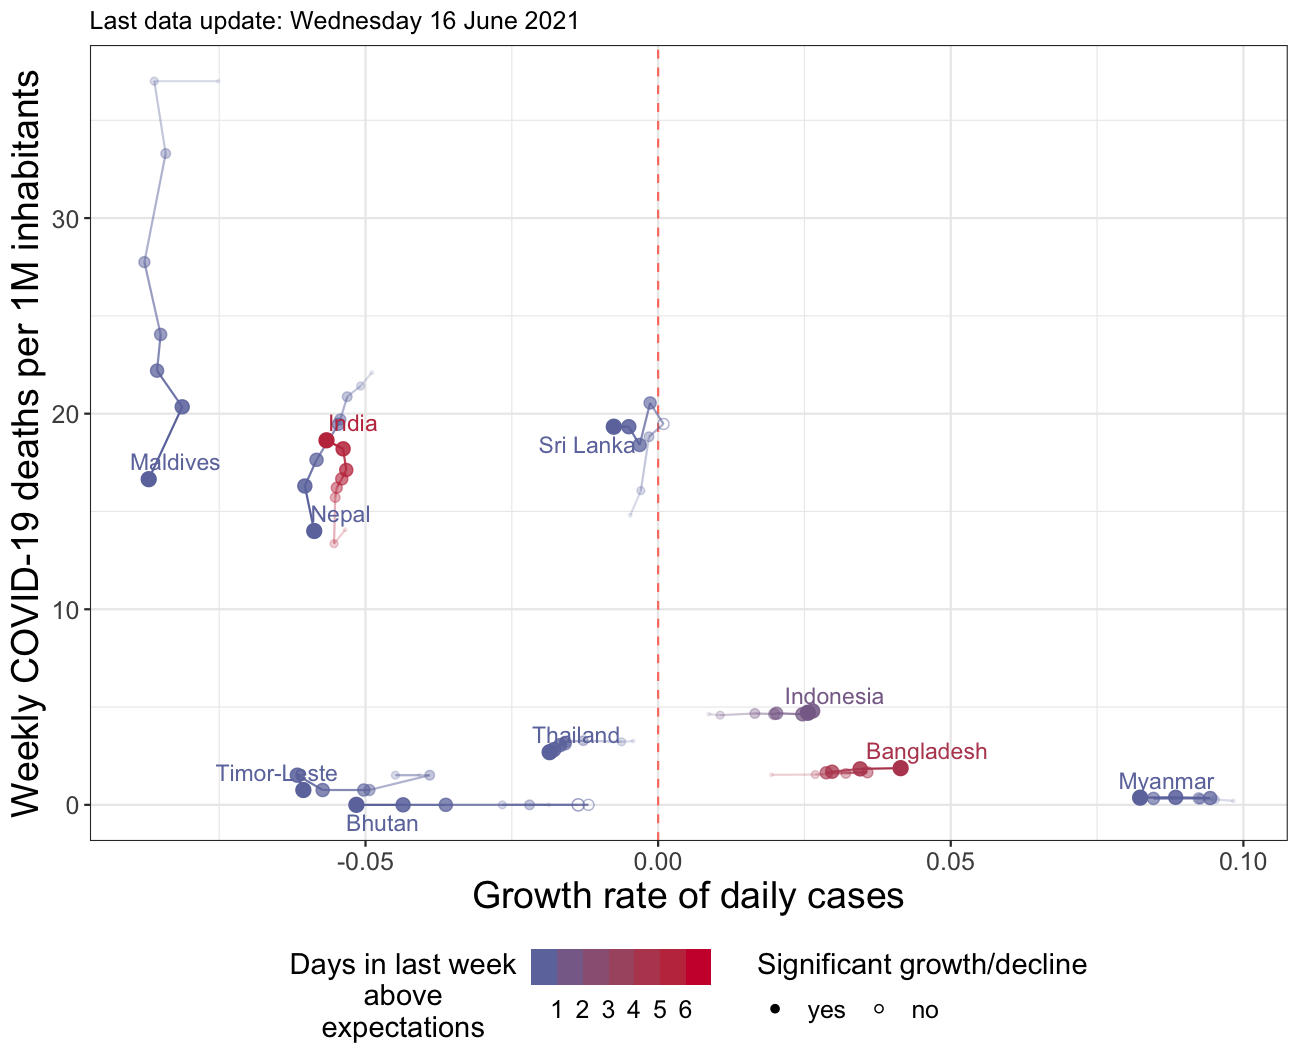 Last data update: Wednesday 16 June 2021
Weekly COVID-19 deaths per 1M inhabitants
30
20
10
0
Maldives
India
Nepal
Sri Lanka
Indonesia
Thailand
Bangladesh
Timor-Leste
Myanmar
Bhutan
-0.05
0.00
0.05
0.10
Growth rate of daily cases
Days in last week
above
expectations
1 2 3 4 5 6
Significant growth/decline
yes no